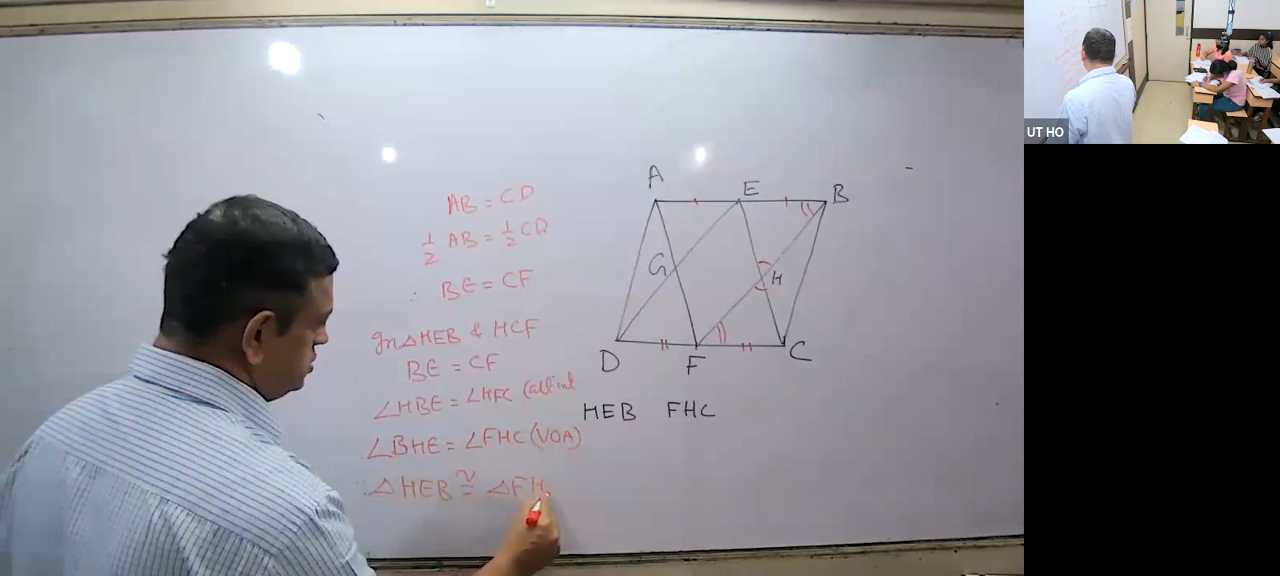 AB = CD
1/2 AB = 1/2 CD
∴ BE = CF
In △HEB & HCF
BE = CF
∠HBE = ∠HFC (alt int
∠BHE = ∠FHC (VOA)
∴ △HEB ≅ △FH
A E B
G H
D F C
HEB FHC
UT HO